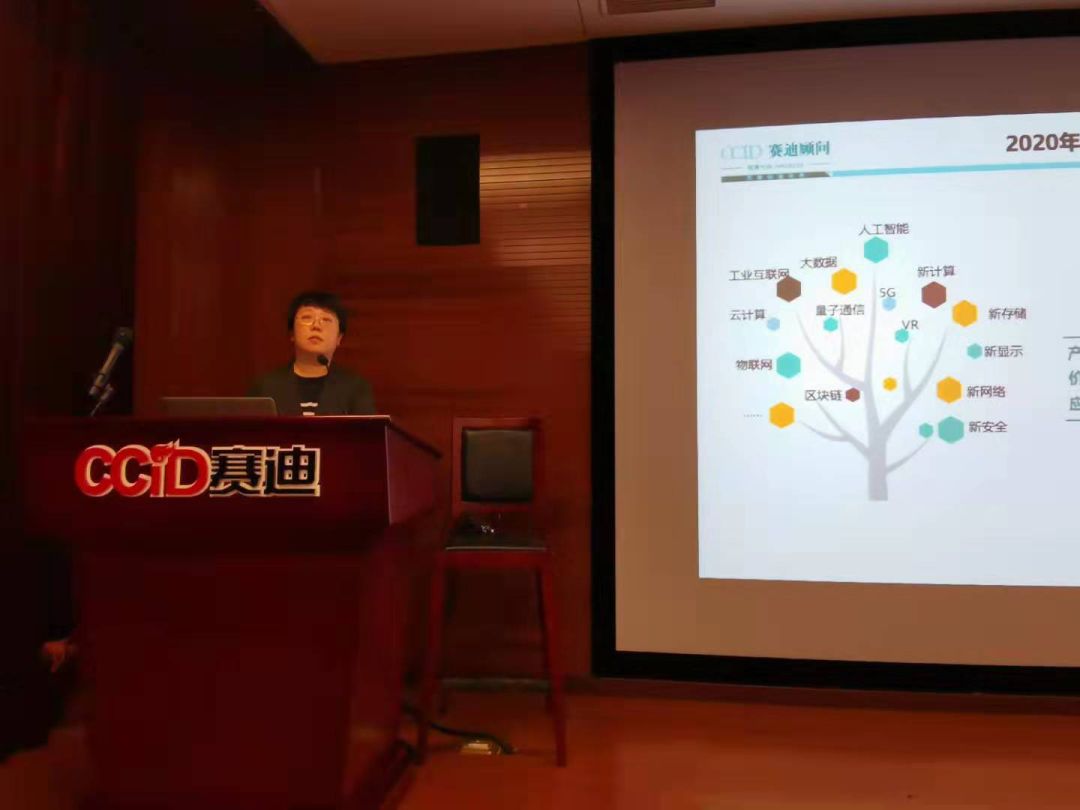 CCID赛迪
CCID 赛迪顾问
2020年
人工智能
大数据
工业互联网
新计算
5G
云计算
量子通信
新存储
VR
新显示
物联网
区块链
新网络
......
新安全
产
价
应